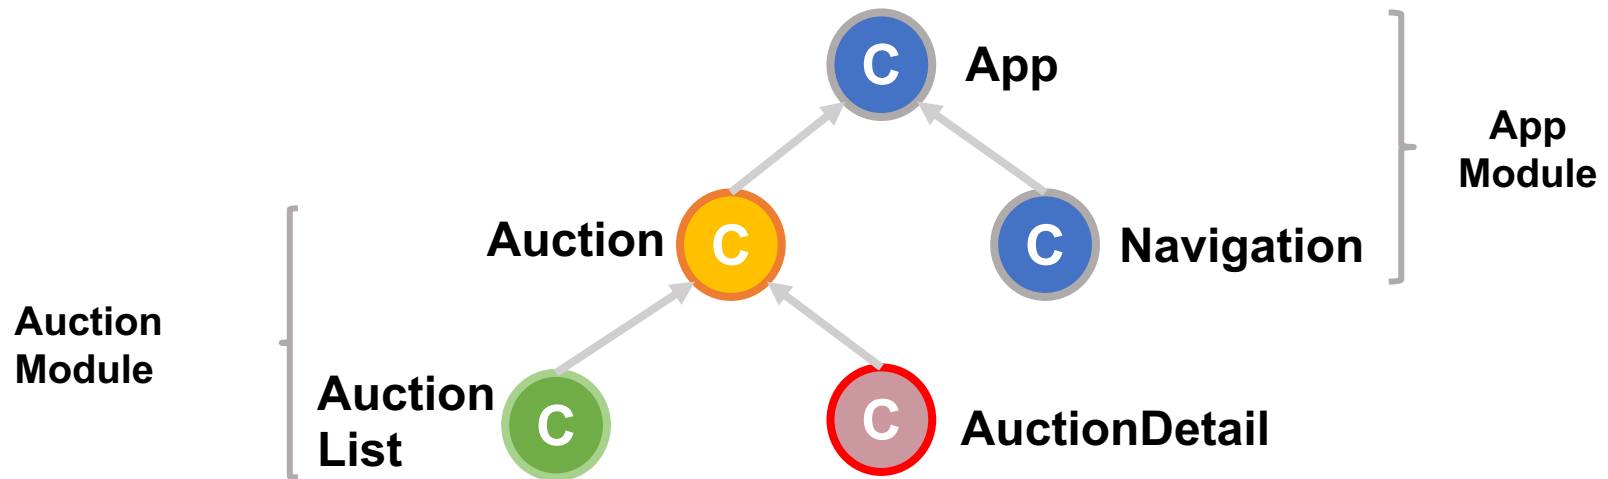 C App
App
Module
Auction C
C Navigation
Auction
Module
Auction
List
C
C AuctionDetail